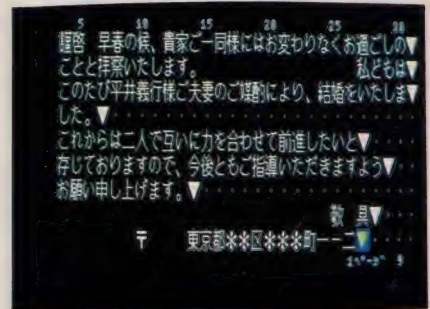 5 10 15 20 25 30
謹啓 早春の候、貴家ご一同様にはお変わりなくお過ごしの▼
ことと拝察いたします。 私どもは▼
このたび平井義行様ご夫妻のご媒酌により、結婚をいたしま▼
した。▼
これからは二人で互いに力を合わせて前進したいと▼
存じておりますので、今後ともご指導いただきますよう▼
お願い申し上げます。▼
敬 具▼
〒 東京都**区***町一−二▼
1ページ 9